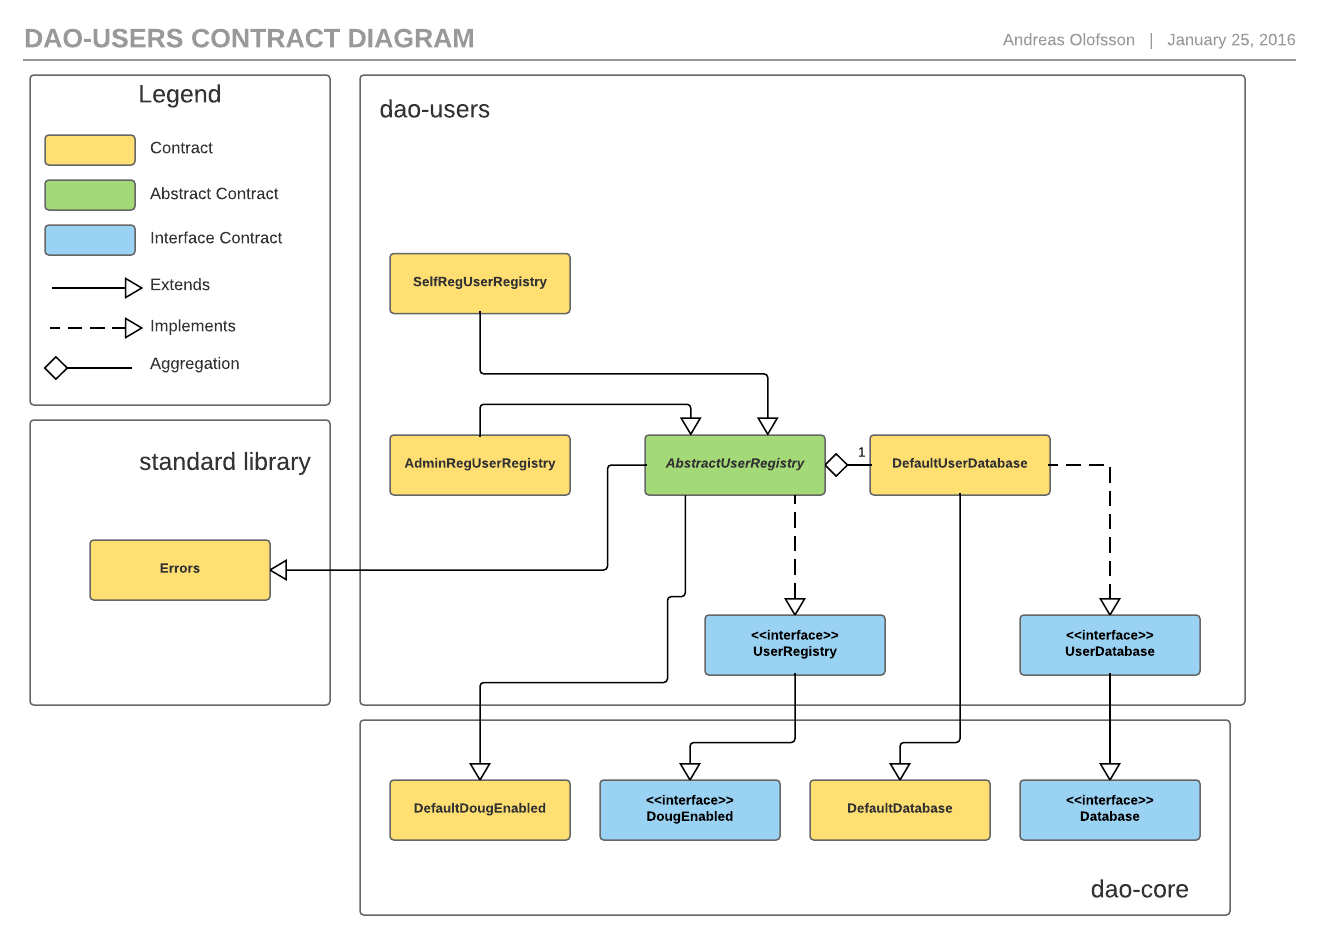 DAO-USERS CONTRACT DIAGRAM
Andreas Olofsson | January 25, 2016
Legend
Contract
Abstract Contract
Interface Contract
Extends
Implements
Aggregation
standard library
Errors
dao-users
SelfRegUserRegistry
AdminRegUserRegistry
AbstractUserRegistry
1
DefaultUserDatabase
<<interface>>
UserRegistry
<<interface>>
UserDatabase
DefaultDougEnabled
<<interface>>
DougEnabled
DefaultDatabase
<<interface>>
Database
dao-core